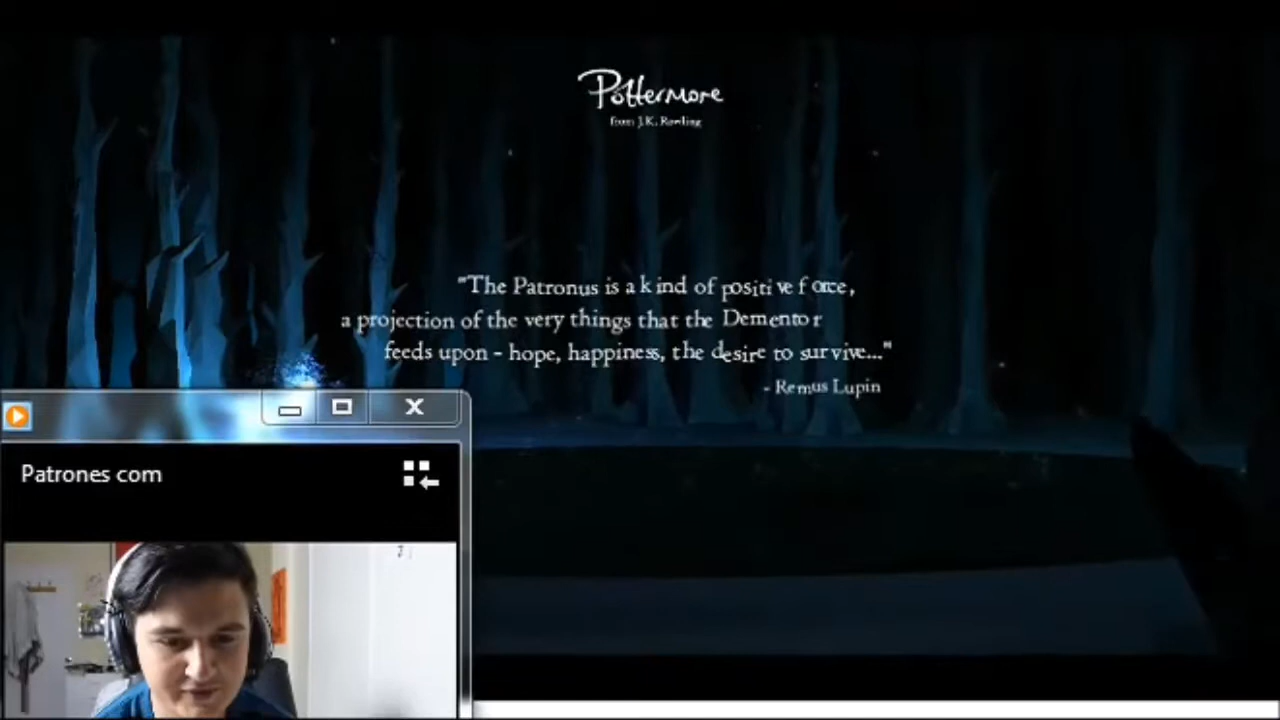 Pottermore
from J.K. Rowling
"The Patronus is a kind of positive force,
a projection of the very things that the Dementor
feeds upon - hope, happiness, the desire to survive..."
- Remus Lupin
Patrones com